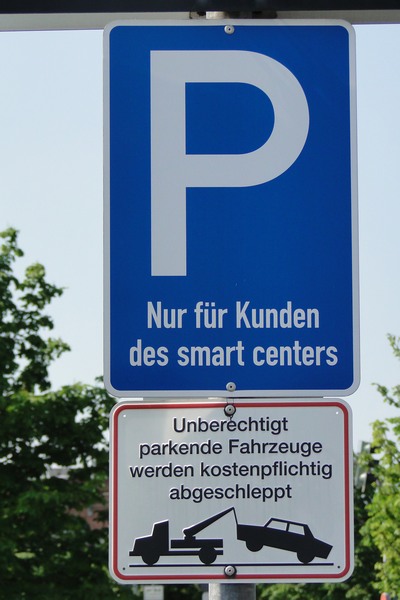 P
Nur für Kunden
des smart centers
Unberechtigt
parkende Fahrzeuge
werden kostenpflichtig
abgeschleppt